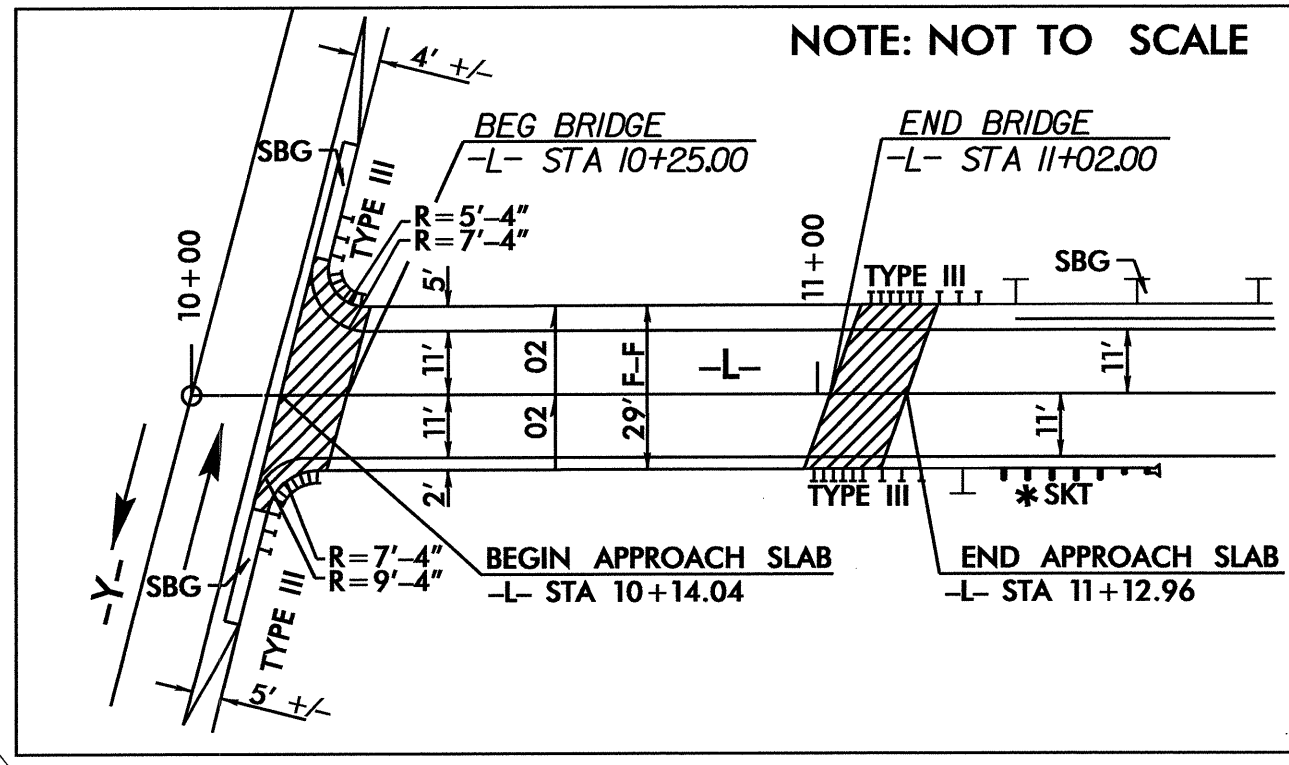 NOTE: NOT TO SCALE
4' +/-
SBG
TYPE III
BEG BRIDGE
-L- STA 10+25.00
END BRIDGE
-L- STA 11+02.00
R=5'-4"
R=7'-4"
10+00
5'
11+00
TYPE III
SBG
11'
02
29' F-F
-L-
11'
11'
02
11'
2'
TYPE III
* SKT
-Y-
SBG
TYPE III
R=7'-4"
R=9'-4"
BEGIN APPROACH SLAB
-L- STA 10+14.04
END APPROACH SLAB
-L- STA 11+12.96
5' +/-